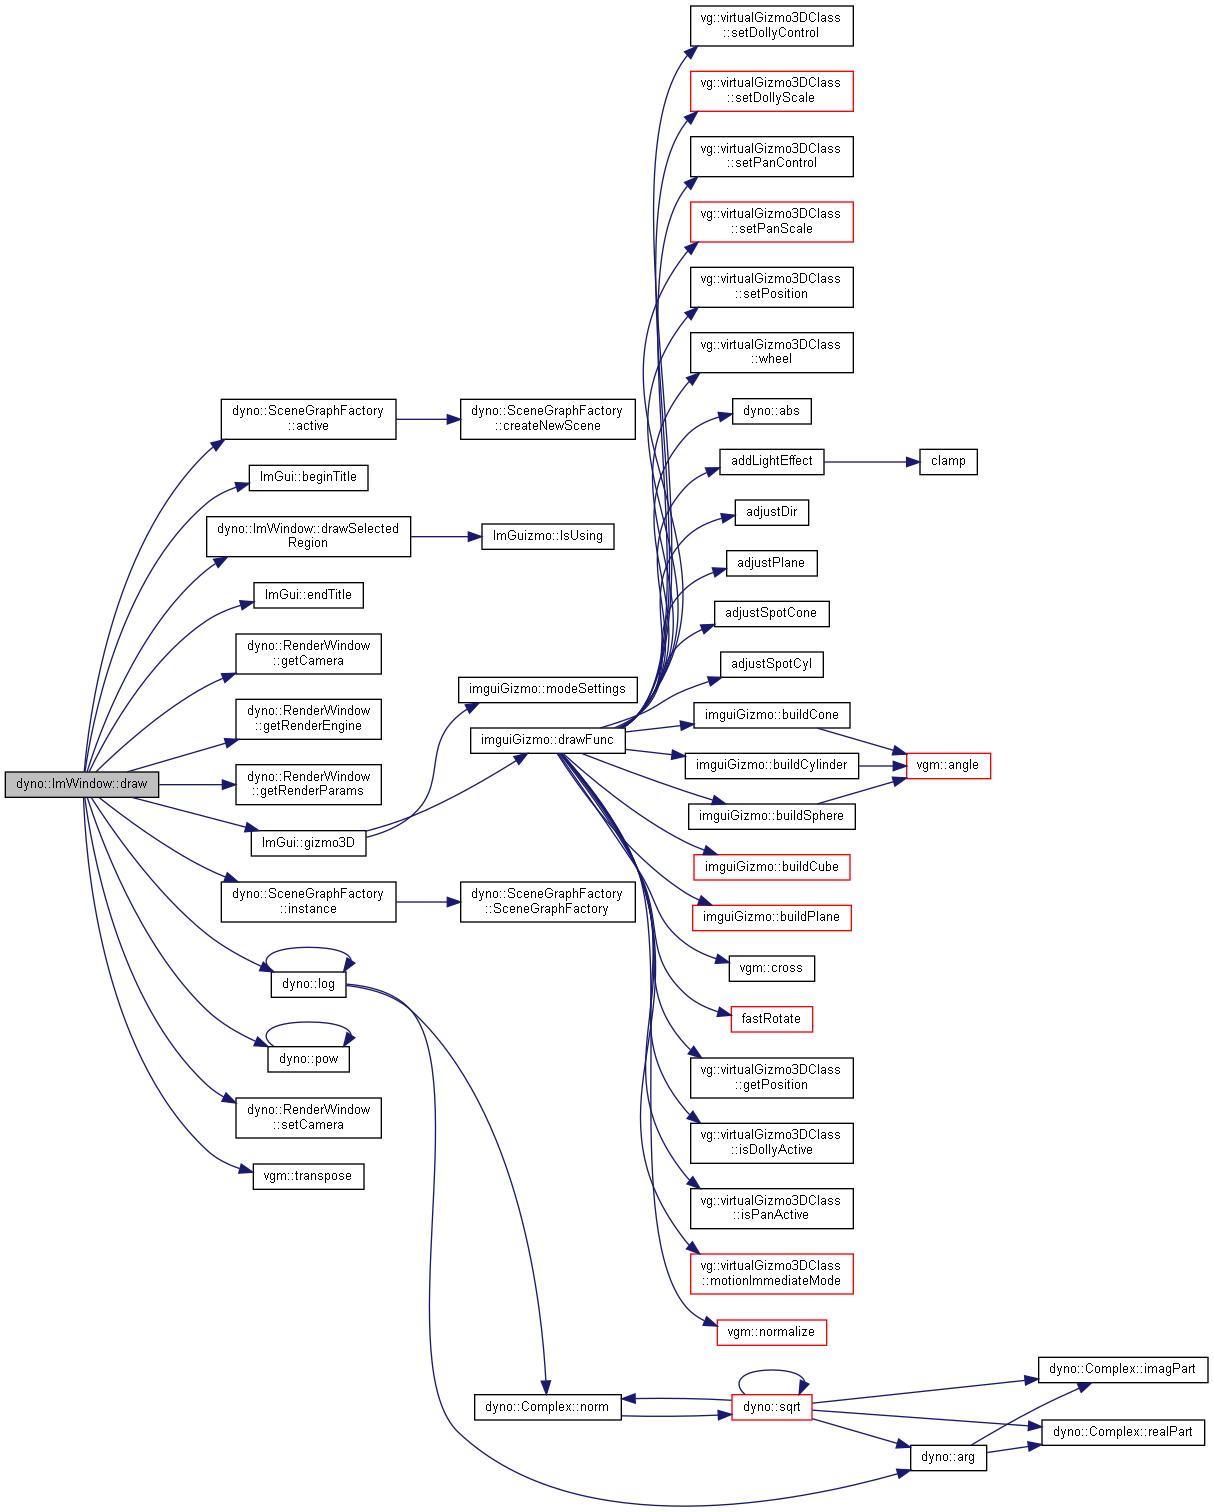 vg::virtualGizmo3DClass
::setDollyControl
vg::virtualGizmo3DClass
::setDollyScale
vg::virtualGizmo3DClass
::setPanControl
vg::virtualGizmo3DClass
::setPanScale
vg::virtualGizmo3DClass
::setPosition
vg::virtualGizmo3DClass
::wheel
dyno::SceneGraphFactory
::active
dyno::SceneGraphFactory
::createNewScene
dyno::abs
ImGui::beginTitle
addLightEffect
clamp
dyno::ImWindow::drawSelected
Region
ImGuizmo::IsUsing
adjustDir
ImGui::endTitle
adjustPlane
dyno::RenderWindow
::getCamera
adjustSpotCone
imguiGizmo::modeSettings
adjustSpotCyl
dyno::RenderWindow
::getRenderEngine
imguiGizmo::drawFunc
imguiGizmo::buildCone
dyno::ImWindow::draw
dyno::RenderWindow
::getRenderParams
imguiGizmo::buildCylinder
vgm::angle
ImGui::gizmo3D
imguiGizmo::buildSphere
imguiGizmo::buildCube
dyno::SceneGraphFactory
::instance
dyno::SceneGraphFactory
::SceneGraphFactory
imguiGizmo::buildPlane
dyno::log
vgm::cross
fastRotate
dyno::pow
vg::virtualGizmo3DClass
::getPosition
dyno::RenderWindow
::setCamera
vg::virtualGizmo3DClass
::isDollyActive
vgm::transpose
vg::virtualGizmo3DClass
::isPanActive
vg::virtualGizmo3DClass
::motionImmediateMode
vgm::normalize
dyno::Complex::imagPart
dyno::Complex::norm
dyno::sqrt
dyno::Complex::realPart
dyno::arg